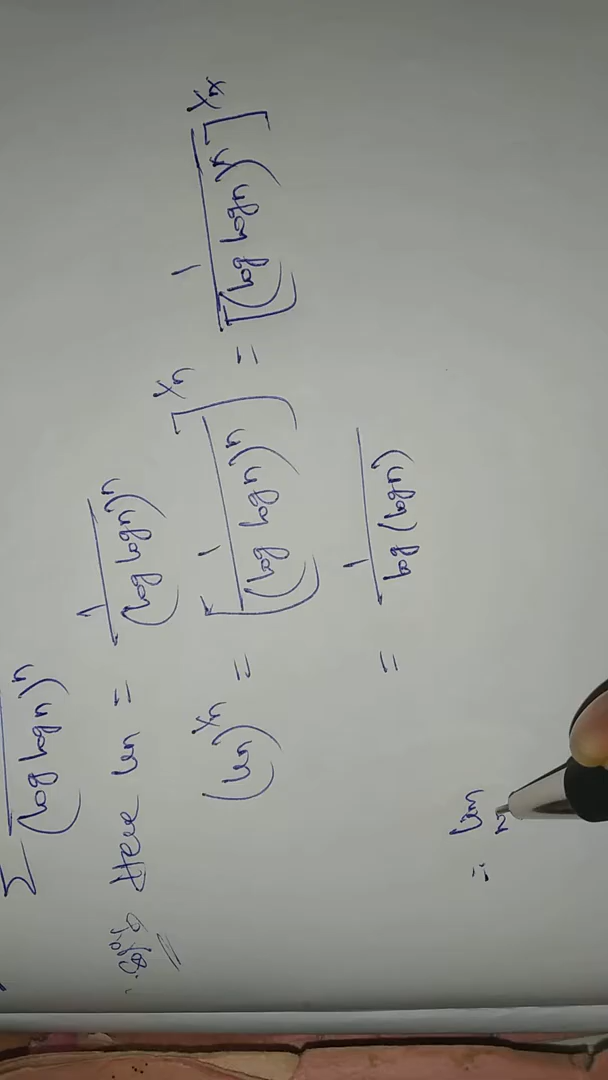 ∑ 1/(log log n)^n
Solⁿ: Here un = 1/(log log n)^n
(un)^1/n = [1/(log log n)^n]^1/n = [1/(log log n)^n]^1/n
= 1/log(log n)
= lim n